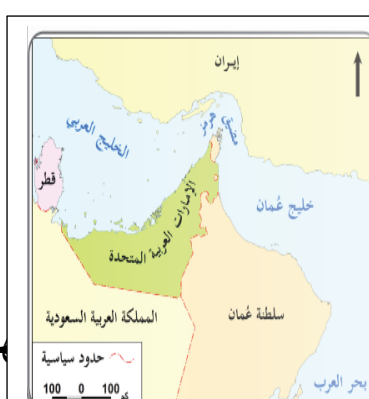 إيران
مضيق هرمز
الخليج العربي
قطر
الإمارات العربية المتحدة
خليج عُمان
المملكة العربية السعودية
سلطنة عُمان
حدود سياسية
بحر العرب
100 0 100 كم